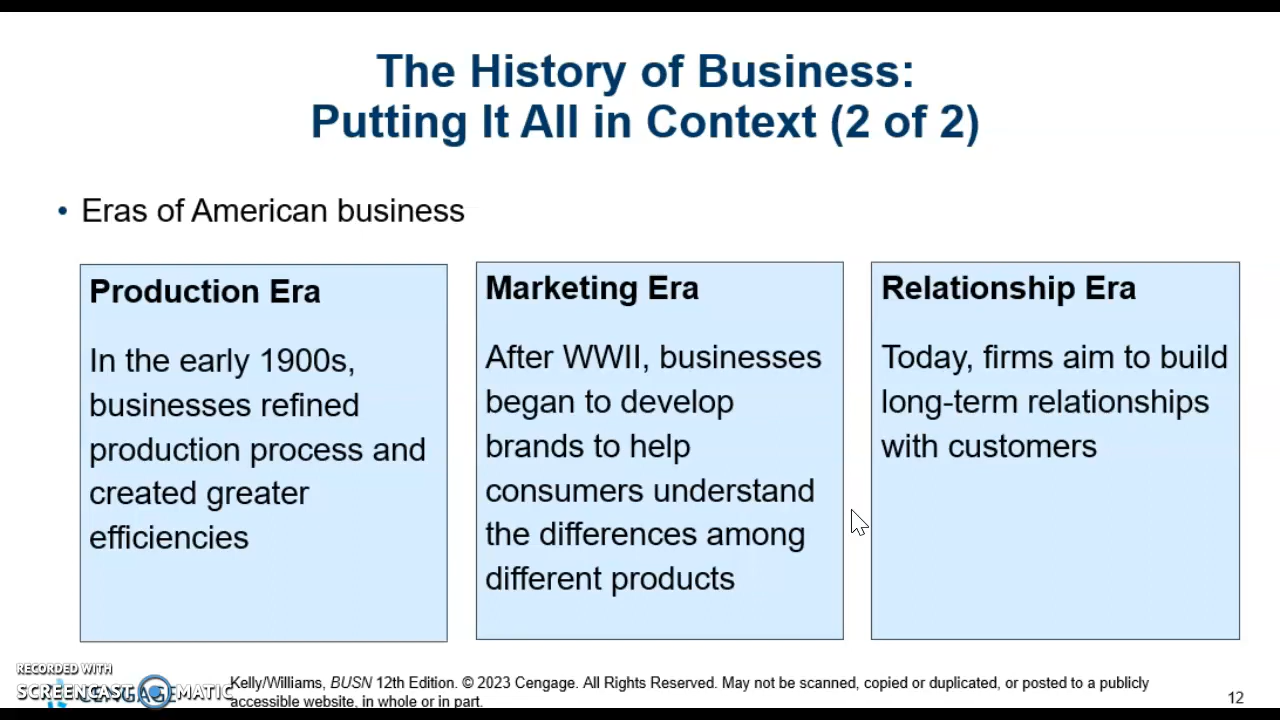 The History of Business:
Putting It All in Context (2 of 2)
• Eras of American business
Production Era
In the early 1900s,
businesses refined
production process and
created greater
efficiencies
Marketing Era
After WWII, businesses
began to develop
brands to help
consumers understand
the differences among
different products
Relationship Era
Today, firms aim to build
long-term relationships
with customers
RECORDED WITH
SCREENCAST MATIC
CENGAGE
Kelly/Williams, BUSN 12th Edition. © 2023 Cengage. All Rights Reserved. May not be scanned, copied or duplicated, or posted to a publicly
accessible website, in whole or in part.
12